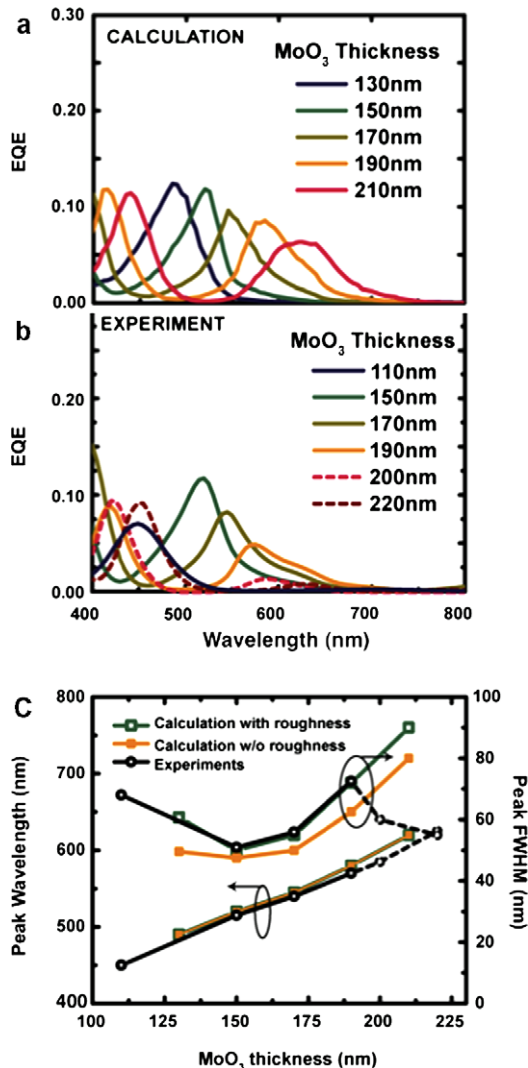 a
0.30
CALCULATION
MoO3 Thickness
130nm
150nm
170nm
190nm
210nm
0.20
EQE
0.10
0.00
b
EXPERIMENT
MoO3 Thickness
110nm
150nm
170nm
190nm
200nm
220nm
0.20
EQE
0.10
0.00
400 500 600 700 800
Wavelength (nm)
C
800 100
Calculation with roughness
Calculation w/o roughness
Experiments
700 80
600 60
500 40
400 20
0
Peak Wavelength (nm)
Peak FWHM (nm)
100 125 150 175 200 225
MoO3 thickness (nm)